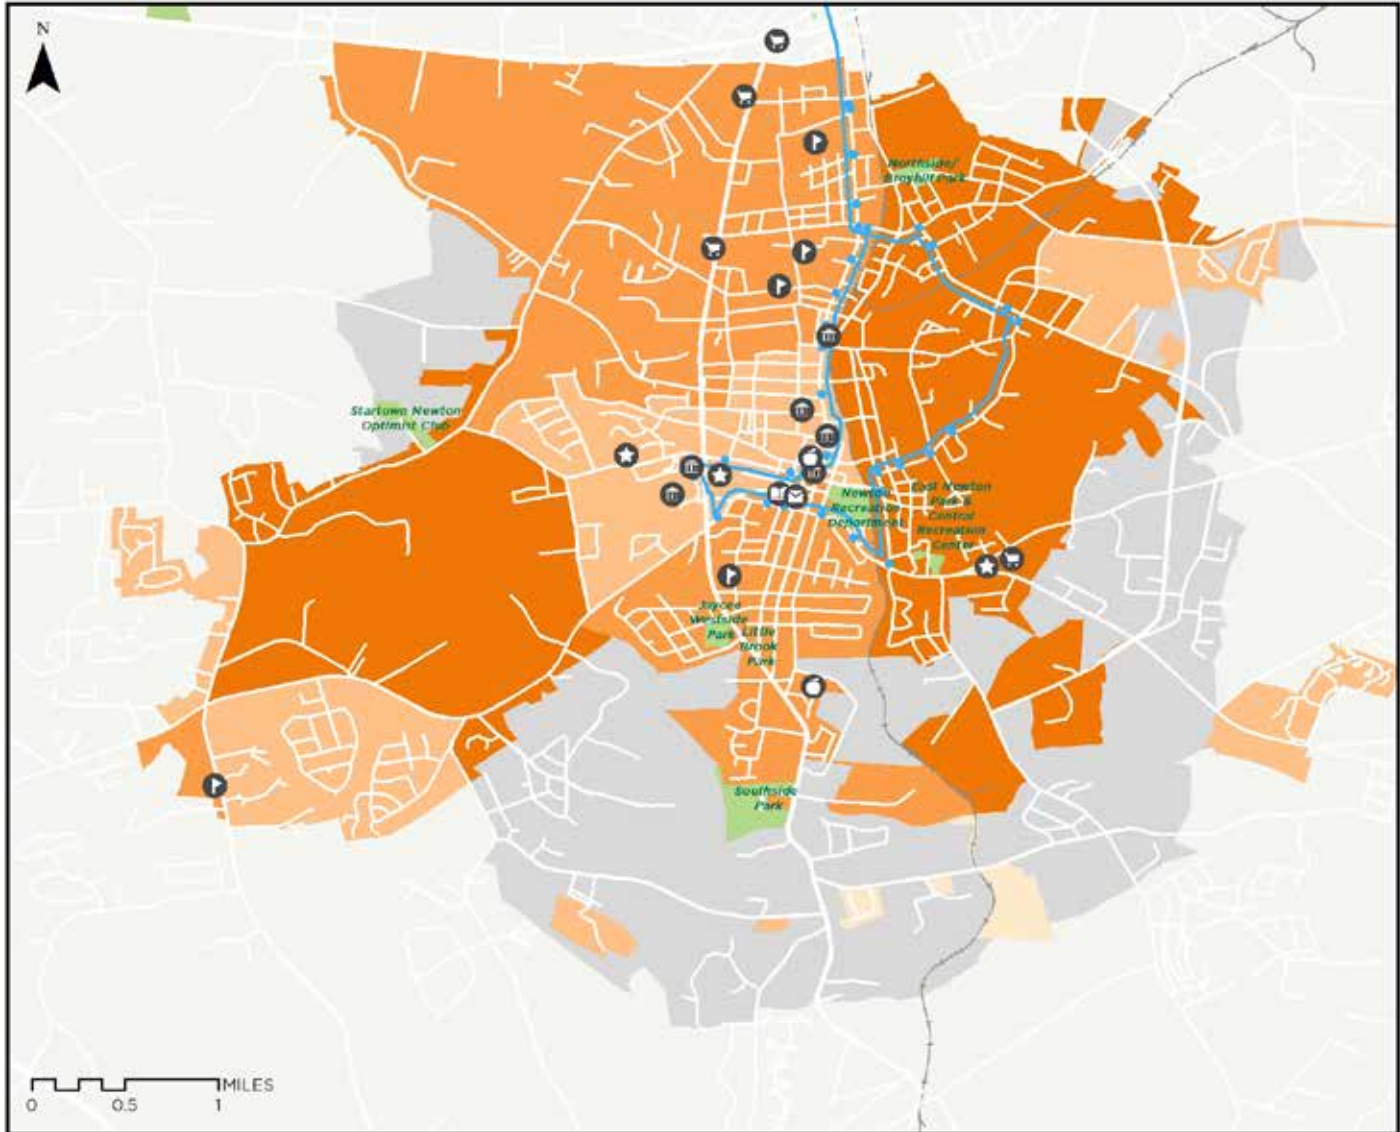 N
Northside/
Broyhill Park
Startown Newton
Optimist Club
Newton
Recreation
Department
East Newton
Park &
Central
Recreation
Center
Jaycee
Westside
Park
Little
Brook
Park
Southside
Park
MILES
0 0.5 1